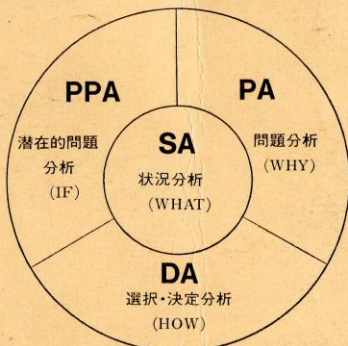 PPA
潜在的問題
分析
(IF)
PA
問題分析
(WHY)
SA
状況分析
(WHAT)
DA
選択・決定分析
(HOW)